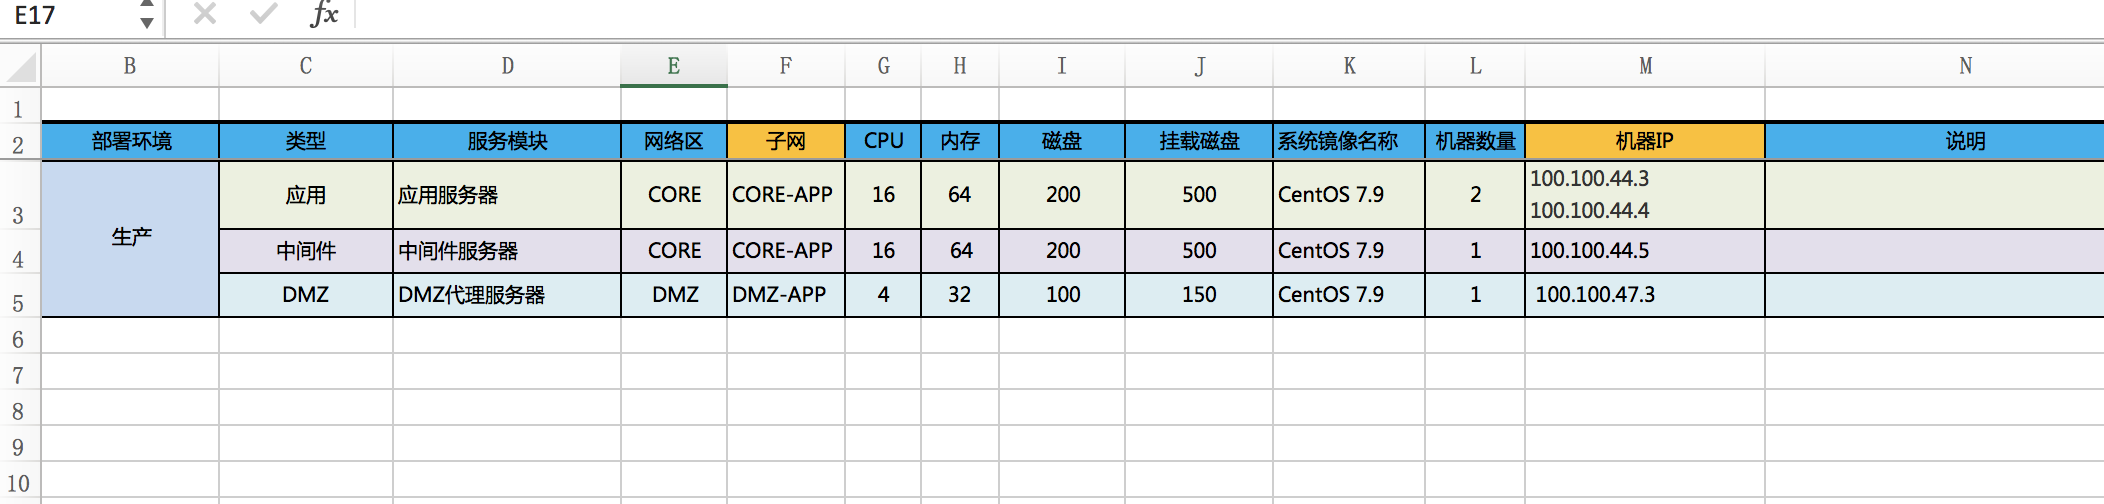 E17 fx
B C D E F G H I J K L M N
1
2 部署环境 类型 服务模块 网络区 子网 CPU 内存 磁盘 挂载磁盘 系统镜像名称 机器数量 机器IP 说明
3 生产 应用 应用服务器 CORE CORE-APP 16 64 200 500 CentOS 7.9 2 100.100.44.3
100.100.44.4
4 中间件 中间件服务器 CORE CORE-APP 16 64 200 500 CentOS 7.9 1 100.100.44.5
5 DMZ DMZ代理服务器 DMZ DMZ-APP 4 32 100 150 CentOS 7.9 1 100.100.47.3
6
7
8
9
10